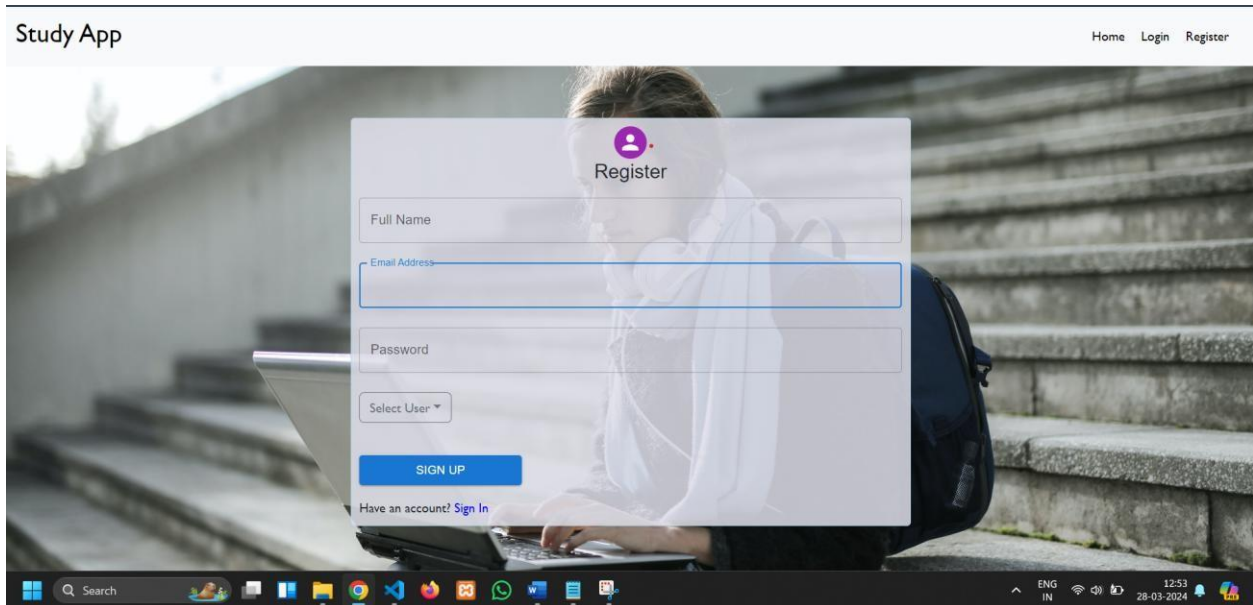 Study App
Home Login Register
Register
Full Name
Email Address
Password
Select User
SIGN UP
Have an account? Sign In
Search
ENG
IN
12:53
28-03-2024